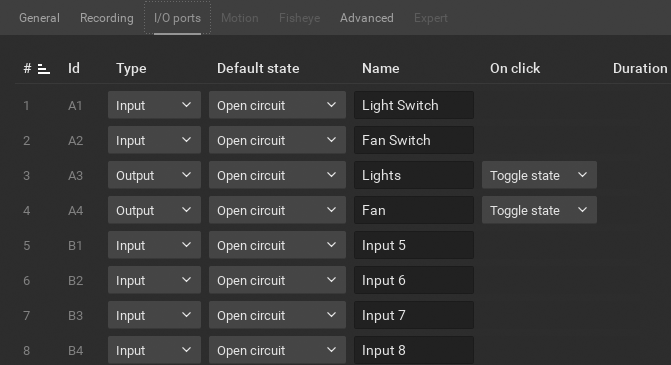 General Recording I/O ports Motion Fisheye Advanced Expert
# Id Type Default state Name On click Duration
1 A1 Input Open circuit Light Switch
2 A2 Input Open circuit Fan Switch
3 A3 Output Open circuit Lights Toggle state
4 A4 Output Open circuit Fan Toggle state
5 B1 Input Open circuit Input 5
6 B2 Input Open circuit Input 6
7 B3 Input Open circuit Input 7
8 B4 Input Open circuit Input 8